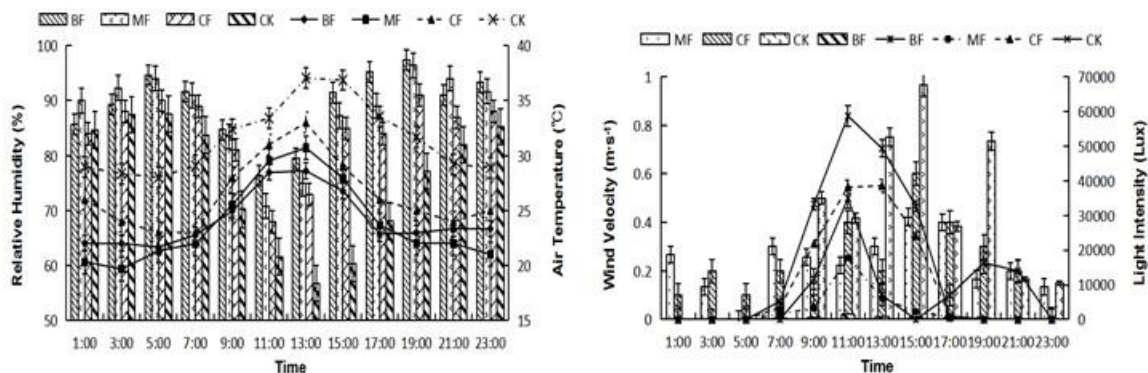 BF MF CF CK BF MF CF CK
100
90
80
70
60
50
Relative Humidity (%)
40
35
30
25
20
15
Air Temperature (℃)
1:00 3:00 5:00 7:00 9:00 11:00 13:00 15:00 17:00 19:00 21:00 23:00
Time
MF CF CK BF BF MF CF CK
1
0.8
0.6
0.4
0.2
0
Wind Velocity (m·s⁻¹)
70000
60000
50000
40000
30000
20000
10000
0
Light Intensity (Lux)
1:00 3:00 5:00 7:00 9:00 11:00 13:00 15:00 17:00 19:00 21:00 23:00
Time